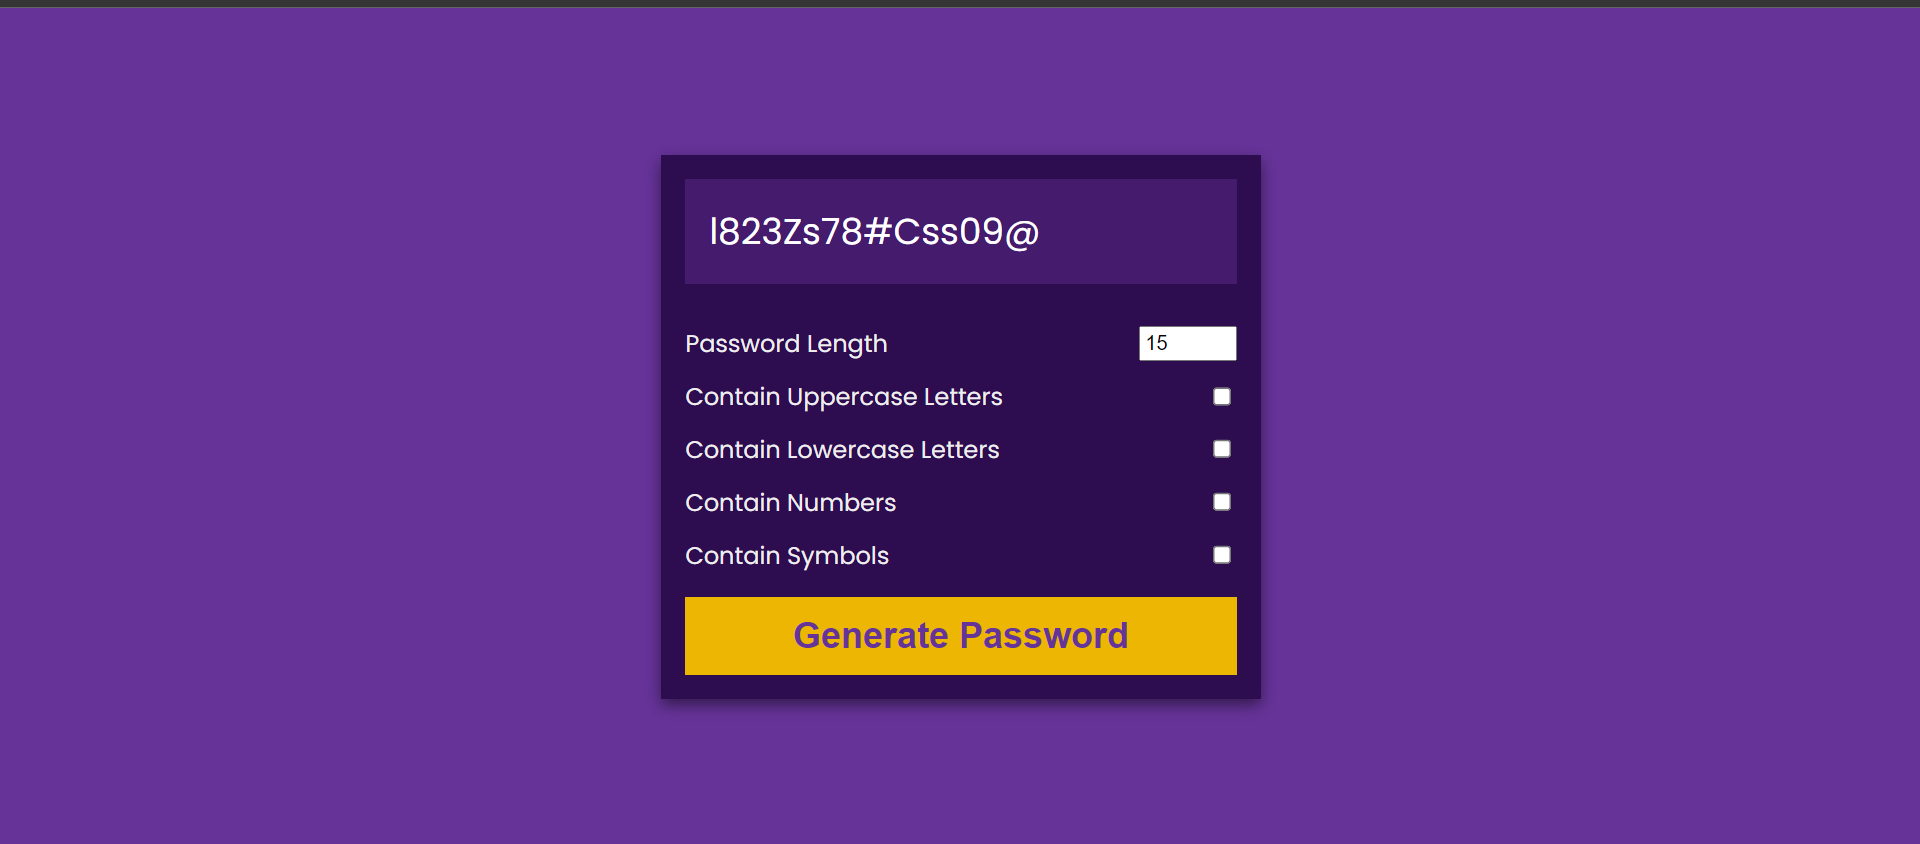 l823Zs78#Css09@
Password Length 15
Contain Uppercase Letters
Contain Lowercase Letters
Contain Numbers
Contain Symbols
Generate Password